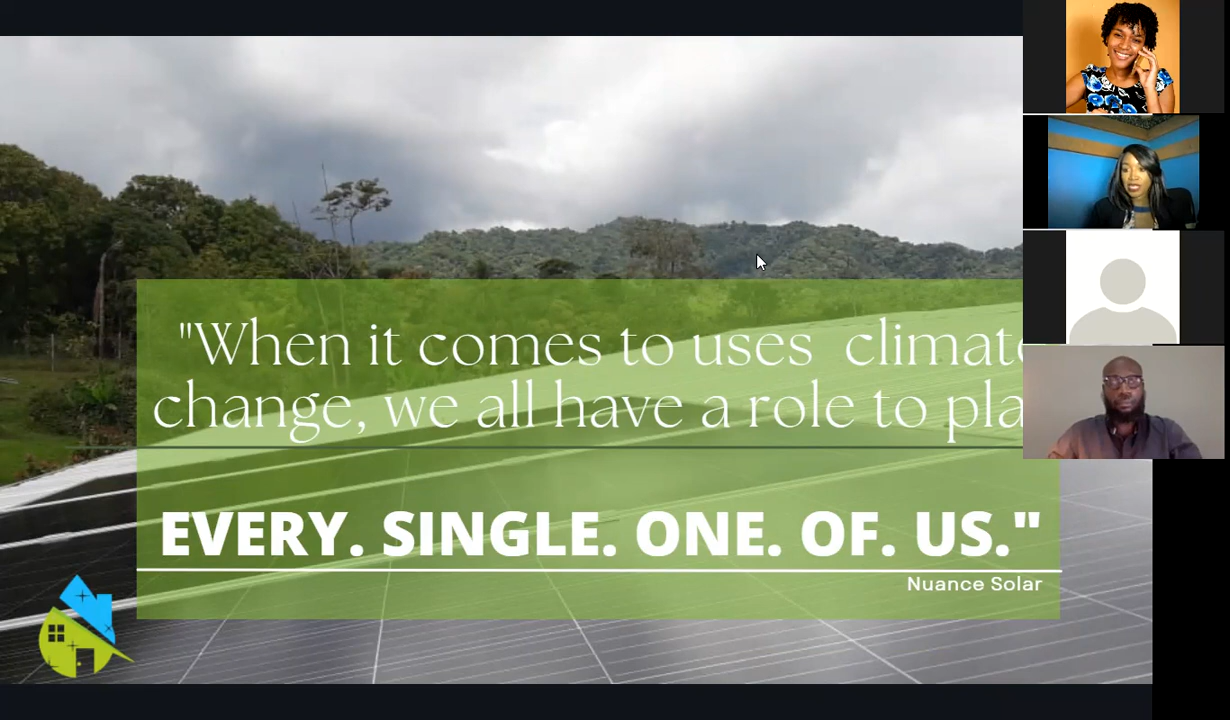 "When it comes to uses climate
change, we all have a role to pla
EVERY. SINGLE. ONE. OF. US."
Nuance Solar